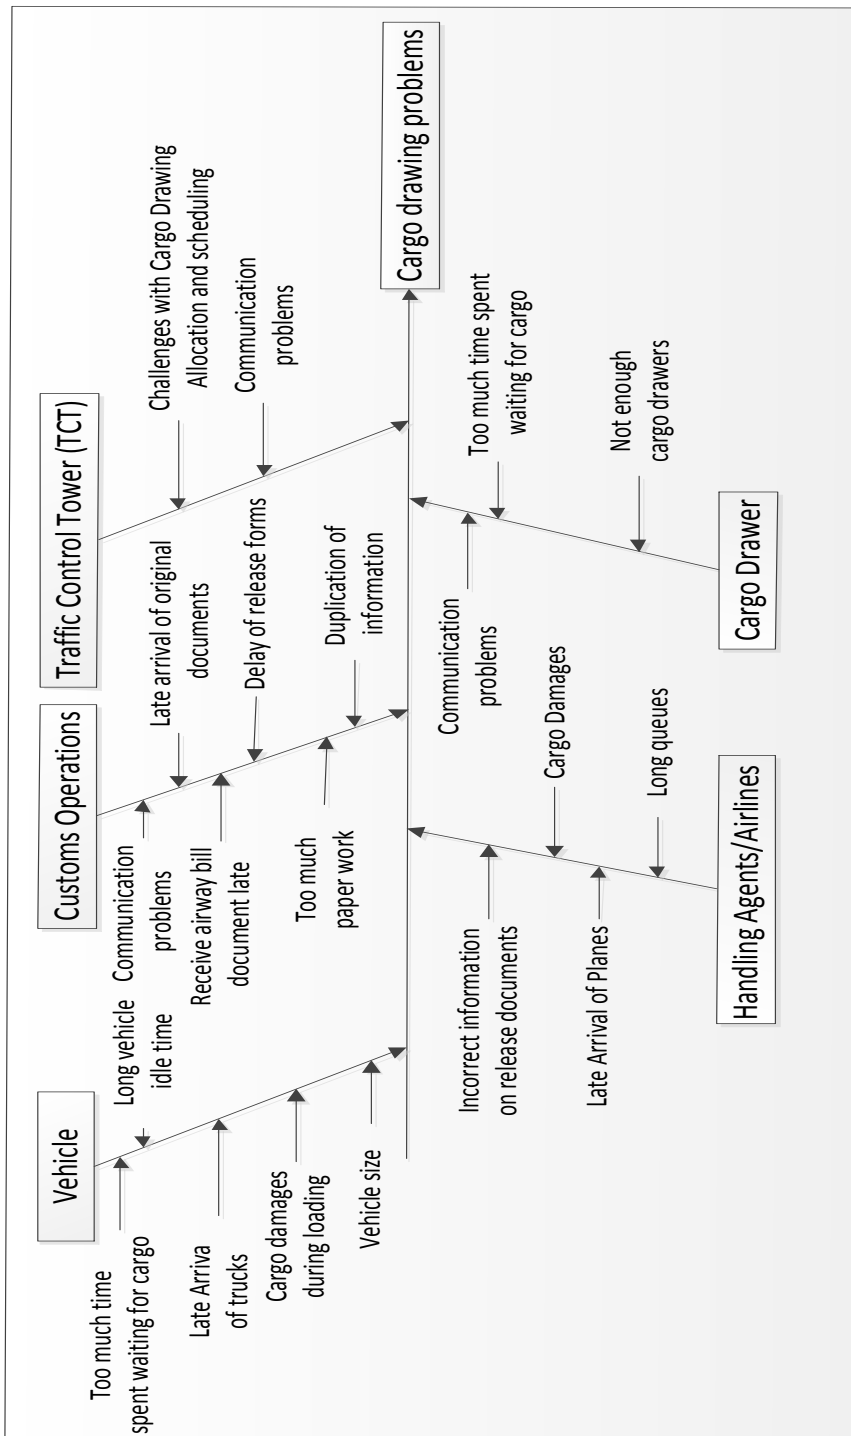 Vehicle
Too much time
spent waiting for cargo
Long vehicle
idle time
Late Arriva
of trucks
Cargo damages
during loading
Vehicle size
Customs Operations
Communication
problems
Late arrival of original
documents
Receive airway bill
document late
Delay of release forms
Too much
paper work
Duplication of
information
Traffic Control Tower (TCT)
Challenges with Cargo Drawing
Allocation and scheduling
Communication
problems
Cargo drawing problems
Incorrect information
on release documents
Cargo Damages
Late Arrival of Planes
Long queues
Handling Agents/Airlines
Communication
problems
Too much time spent
waiting for cargo
Not enough
cargo drawers
Cargo Drawer